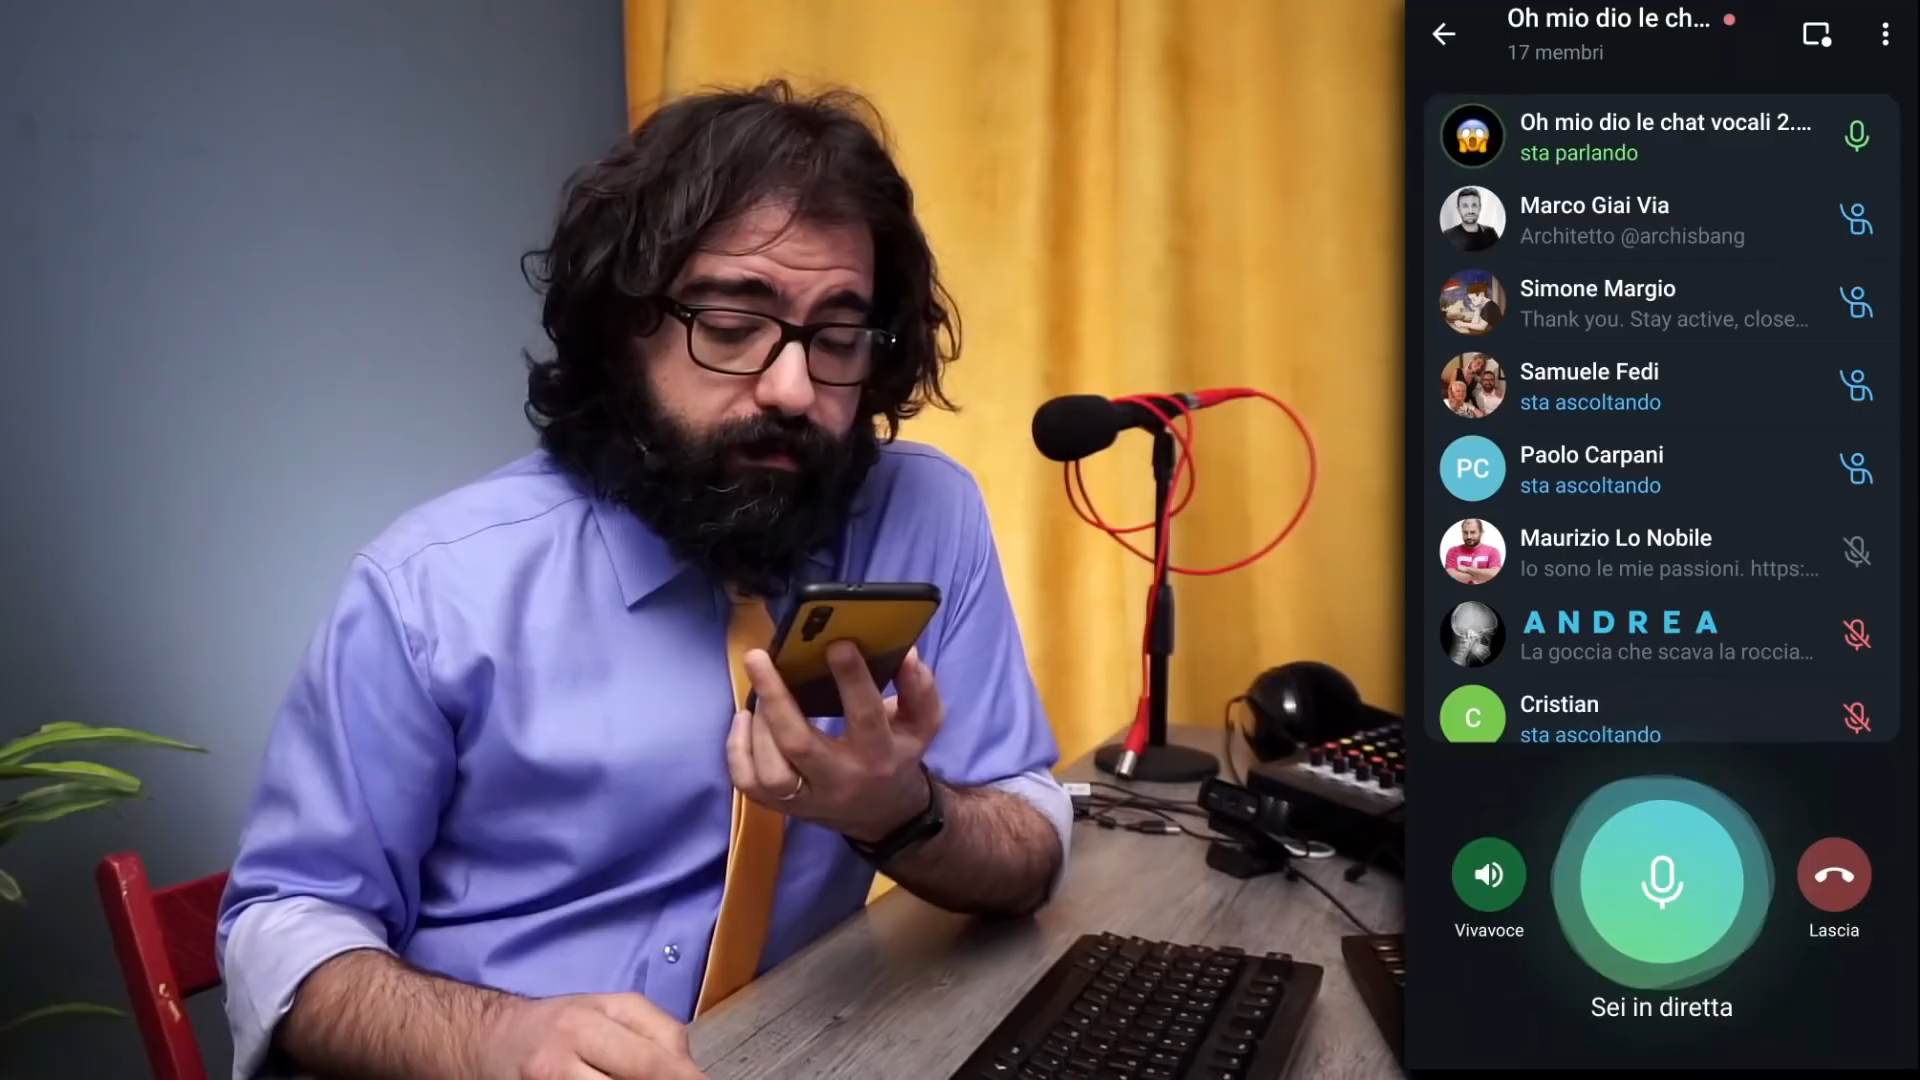 Oh mio dio le ch...
17 membri
Oh mio dio le chat vocali 2....
sta parlando
Marco Giai Via
Architetto @archisbang
Simone Margio
Thank you. Stay active, close...
Samuele Fedi
sta ascoltando
PC
Paolo Carpani
sta ascoltando
Maurizio Lo Nobile
Io sono le mie passioni. https:...
ANDREA
La goccia che scava la roccia...
C
Cristian
sta ascoltando
Vivavoce
Lascia
Sei in diretta